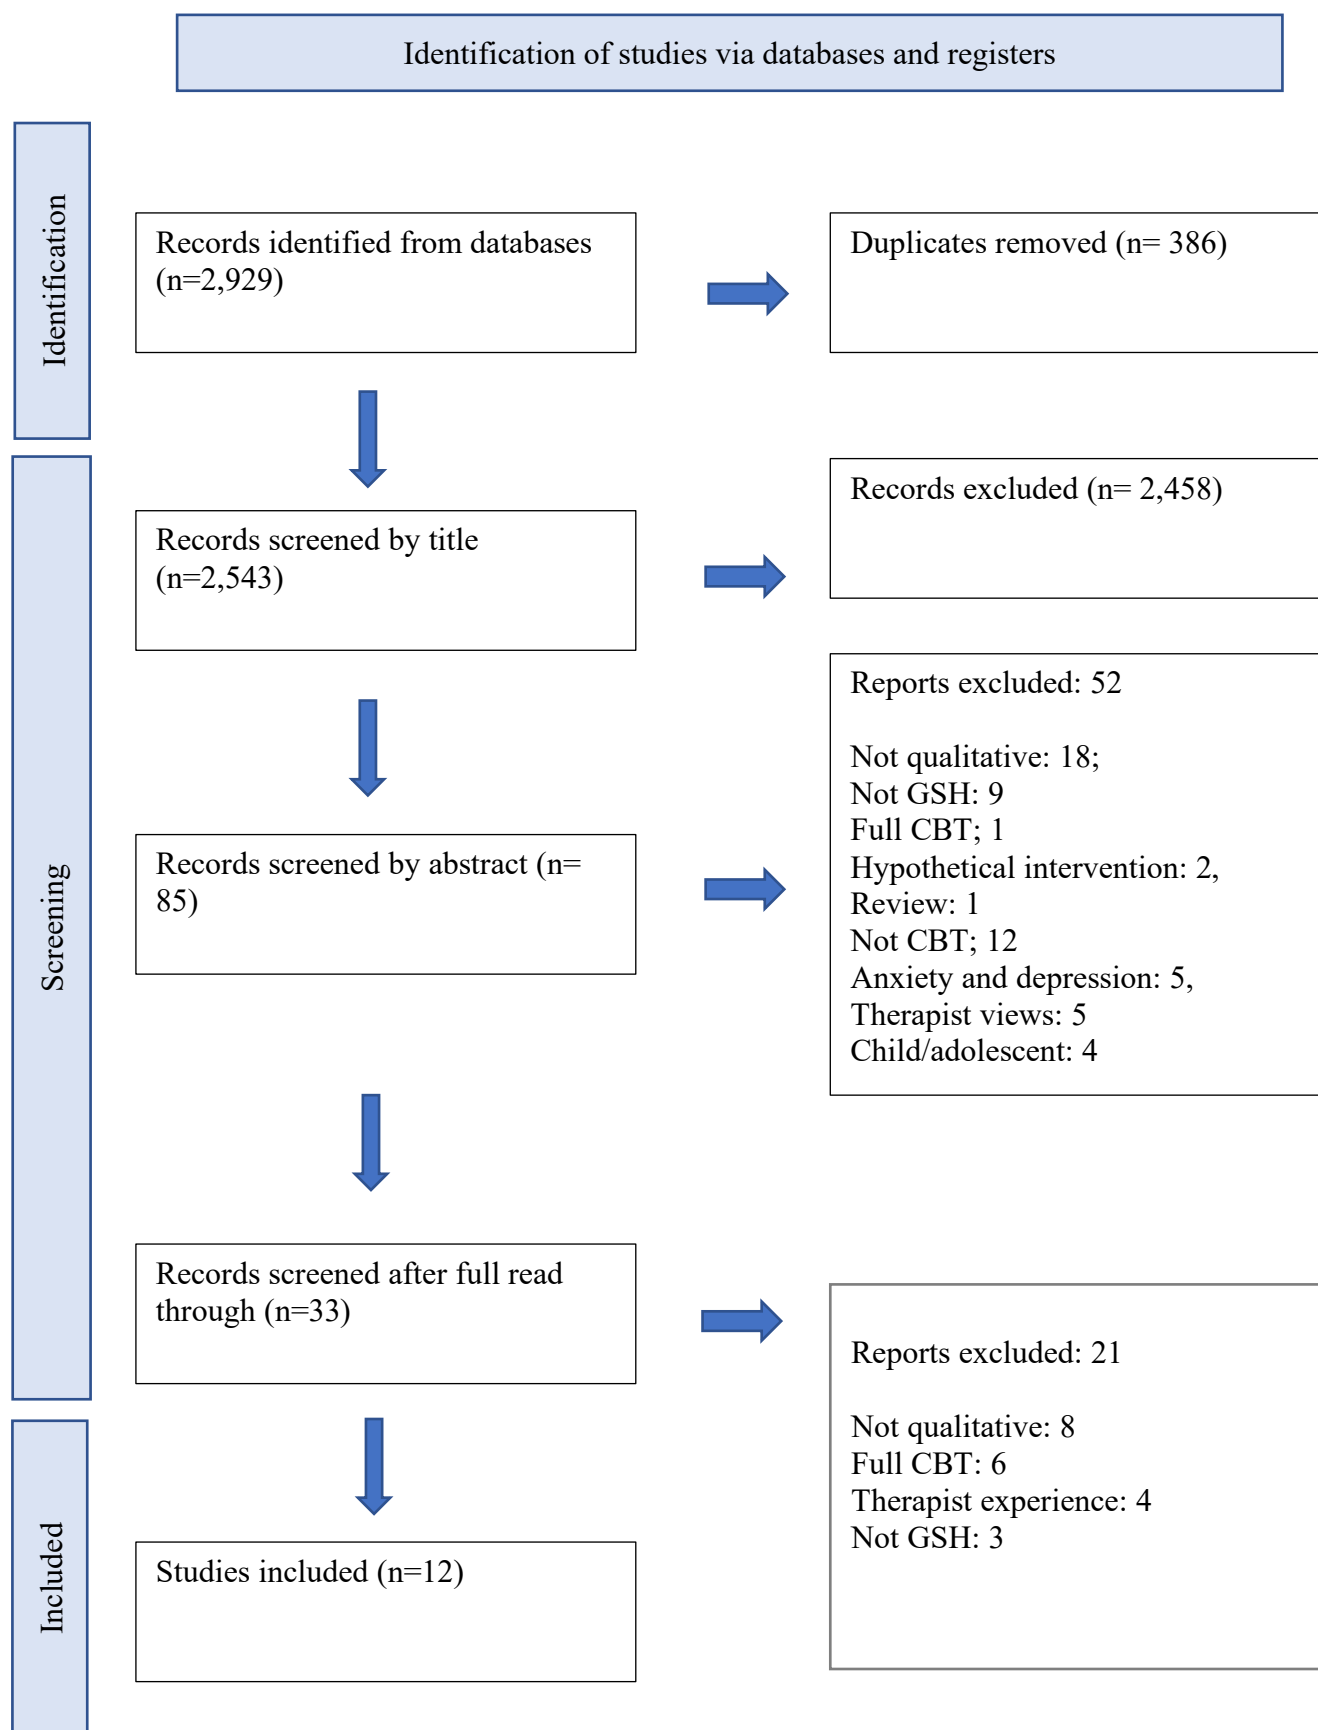 Identification of studies via databases and registers
Identification
Records identified from databases
(n=2,929)
Duplicates removed (n= 386)
Screening
Records screened by title
(n=2,543)
Records excluded (n= 2,458)
Records screened by abstract (n=
85)
Reports excluded: 52
Not qualitative: 18;
Not GSH: 9
Full CBT; 1
Hypothetical intervention: 2,
Review: 1
Not CBT; 12
Anxiety and depression: 5,
Therapist views: 5
Child/adolescent: 4
Records screened after full read
through (n=33)
Reports excluded: 21
Not qualitative: 8
Full CBT: 6
Therapist experience: 4
Not GSH: 3
Included
Studies included (n=12)